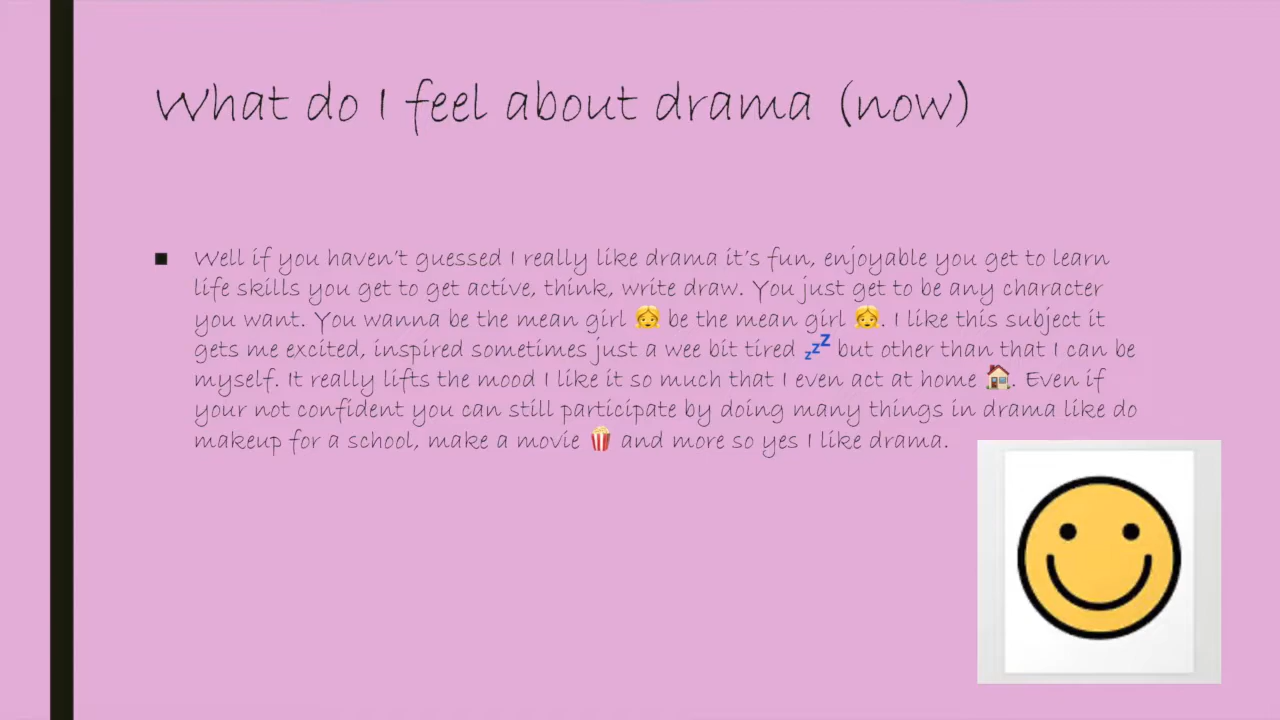 What do I feel about drama (now)
Well if you haven't guessed I really like drama it's fun, enjoyable you get to learn
life skills you get to get active, think, write draw. You just get to be any character
you want. You wanna be the mean girl 👧 be the mean girl 👧. I like this subject it
gets me excited, inspired sometimes just a wee bit tired 💤 but other than that I can be
myself. It really lifts the mood I like it so much that I even act at home 🏠. Even if
your not confident you can still participate by doing many things in drama like do
makeup for a school, make a movie 🍿 and more so yes I like drama.